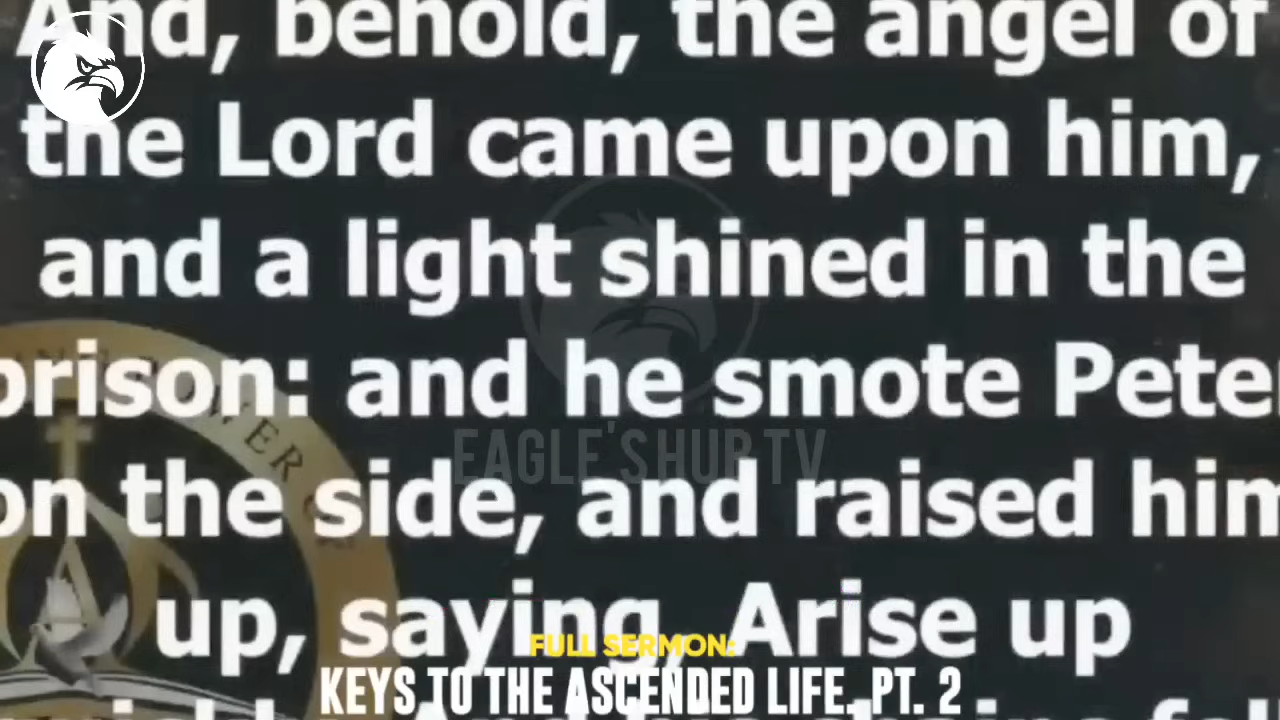 And, behold, the angel of
the Lord came upon him,
and a light shined in the
prison: and he smote Peter
on the side, and raised him
up, saying, Arise up
EAGLE'S HUB TV
FULL SERMON:
KEYS TO THE ASCENDED LIFE. PT. 2